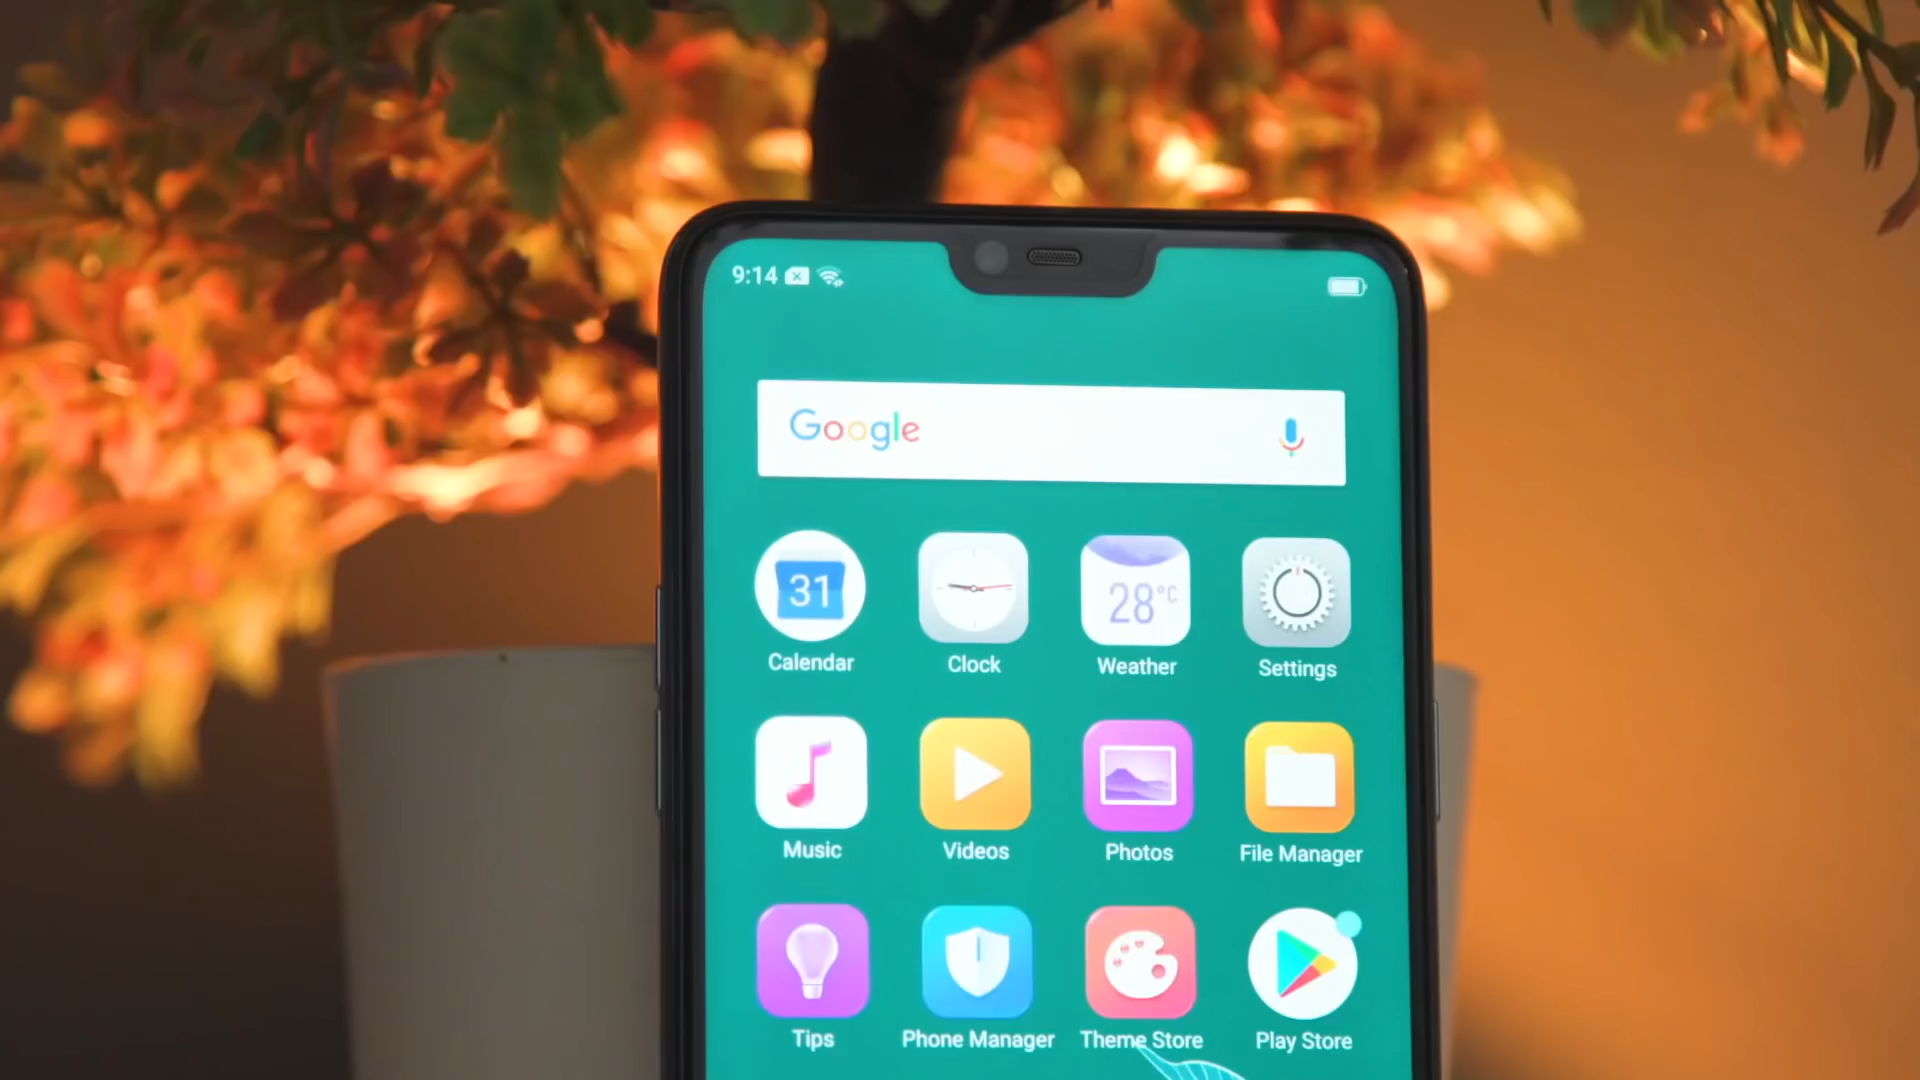 9:14
Google
31
28°C
Calendar Clock Weather Settings
Music Videos Photos File Manager
Tips Phone Manager Theme Store Play Store